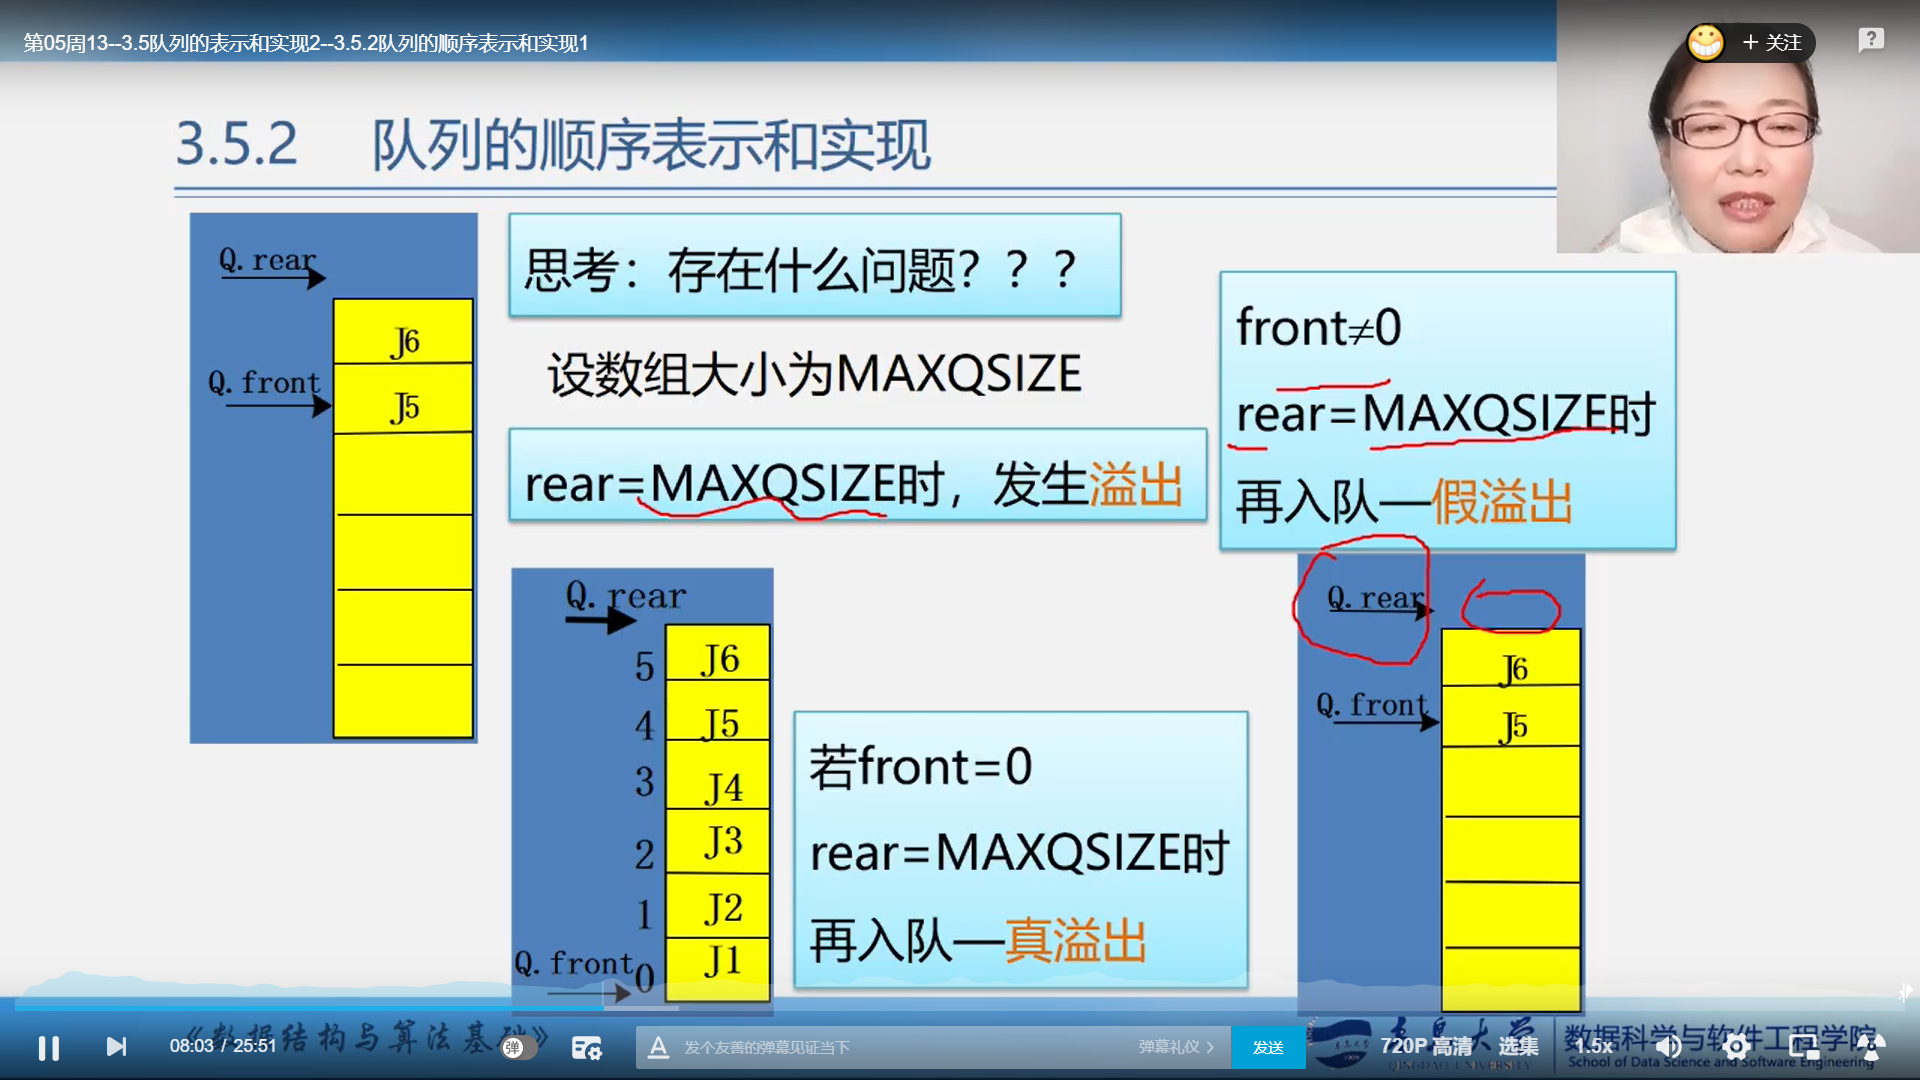 第05周13--3.5队列的表示和实现2--3.5.2队列的顺序表示和实现1
+ 关注
?
3.5.2 队列的顺序表示和实现
Q.rear
J6
Q.front
J5
思考：存在什么问题？？？
设数组大小为MAXQSIZE
rear=MAXQSIZE时，发生溢出
front≠0
rear=MAXQSIZE时
再入队—假溢出
Q.rear
5 J6
4 J5
3 J4
2 J3
1 J2
Q.front 0 J1
若front=0
rear=MAXQSIZE时
再入队—真溢出
Q.rear
J6
Q.front
J5
《数据结构与算法基础》
08:03 / 25:51
弹
A 发个友善的弹幕见证当下
弹幕礼仪 >
发送
青岛大学
QINGDAO UNIVERSITY
数据科学与软件工程学院
School of Data Science and Software Engineering
720P 高清
选集
1.5x